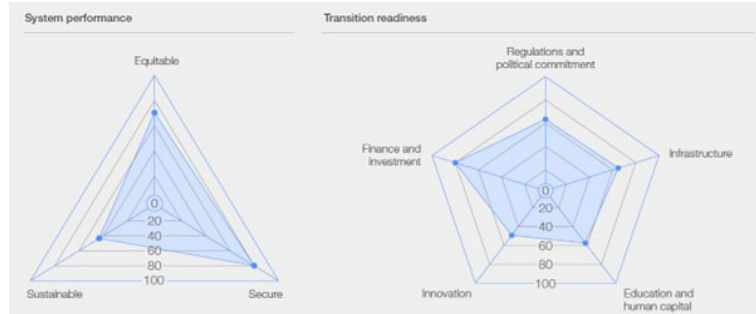 System performance
Transition readiness
Equitable
0
20
40
60
80
100
Sustainable
Secure
Regulations and
political commitment
Finance and
investment
Infrastructure
0
20
40
60
80
100
Innovation
Education and
human capital